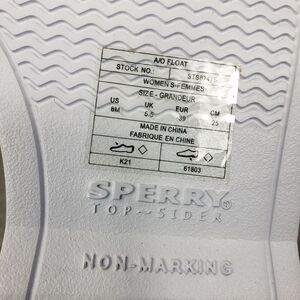 A/O FLOAT
STOCK NO.:
WOMENS-FEMMES
SIZE - GRANDEUR
US UK EUR CM
8M 5.5 39 25
MADE IN CHINA
FABRIQUE EN CHINE
K21 61803
SPERRY®
TOP~SIDER
NON-MARKING